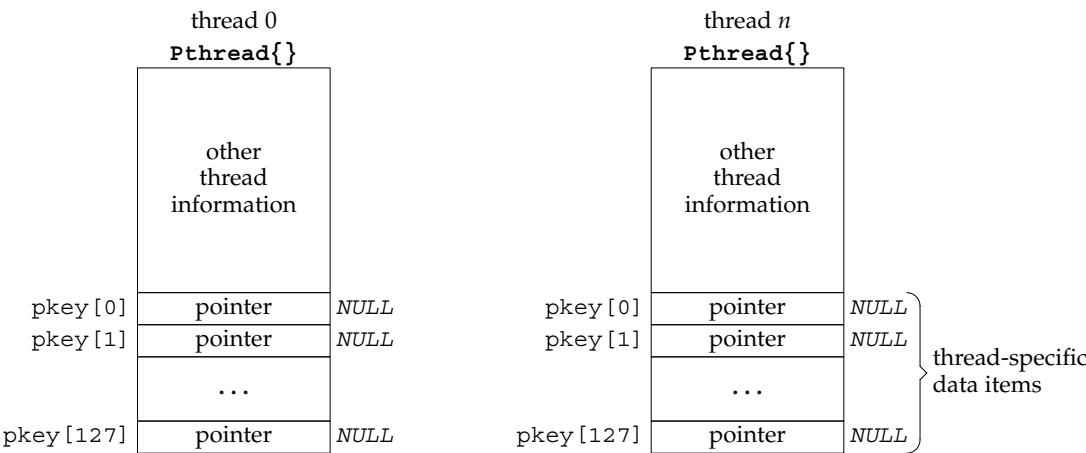 thread 0
Pthread{}
other
thread
information
pkey[0] pointer NULL
pkey[1] pointer NULL
...
pkey[127] pointer NULL
thread n
Pthread{}
other
thread
information
pkey[0] pointer NULL
pkey[1] pointer NULL
...
pkey[127] pointer NULL
thread-specific
data items